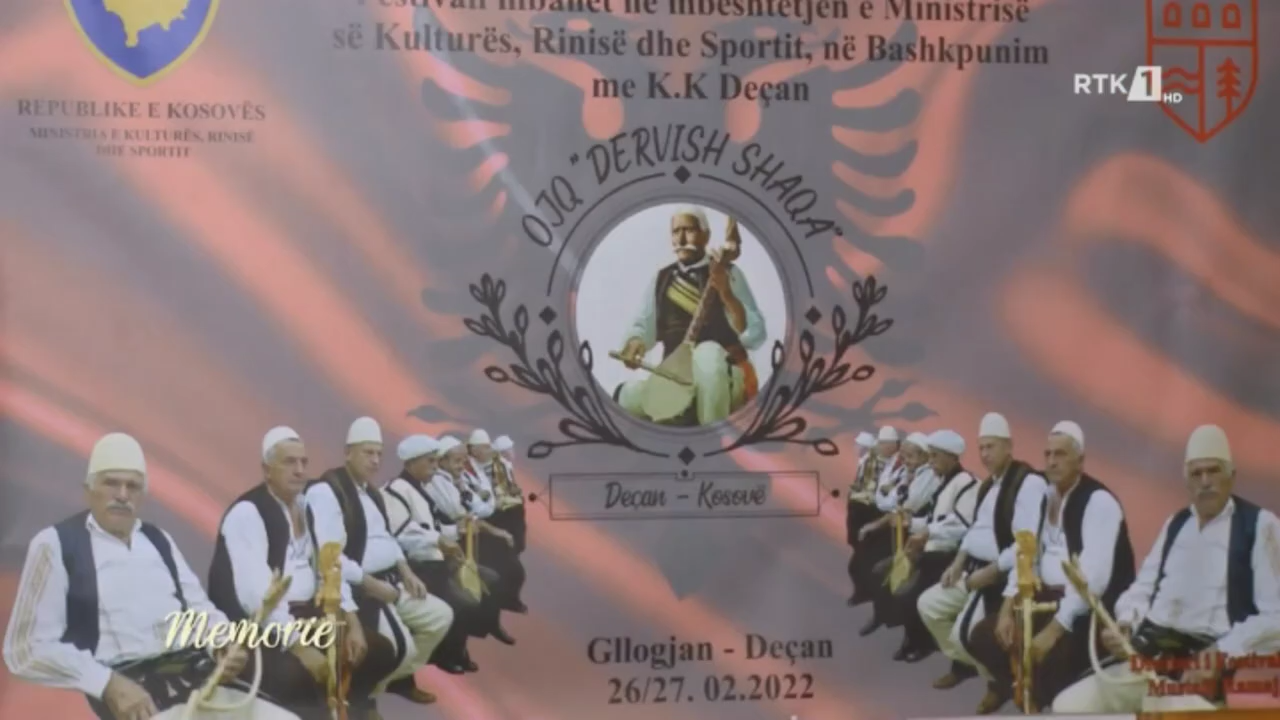 Festivali mbahet në mbështetjen e Ministrisë
së Kulturës, Rinisë dhe Sportit, në Bashkpunim
me K.K Deçan
RTK 1 HD
REPUBLIKE E KOSOVËS
MINISTRIA E KULTURËS, RINISË
DHE SPORTIT
OJQ "DERVISH SHAQA"
Deçan - Kosovë
Memorie
Gllogjan - Deçan
26/27. 02.2022